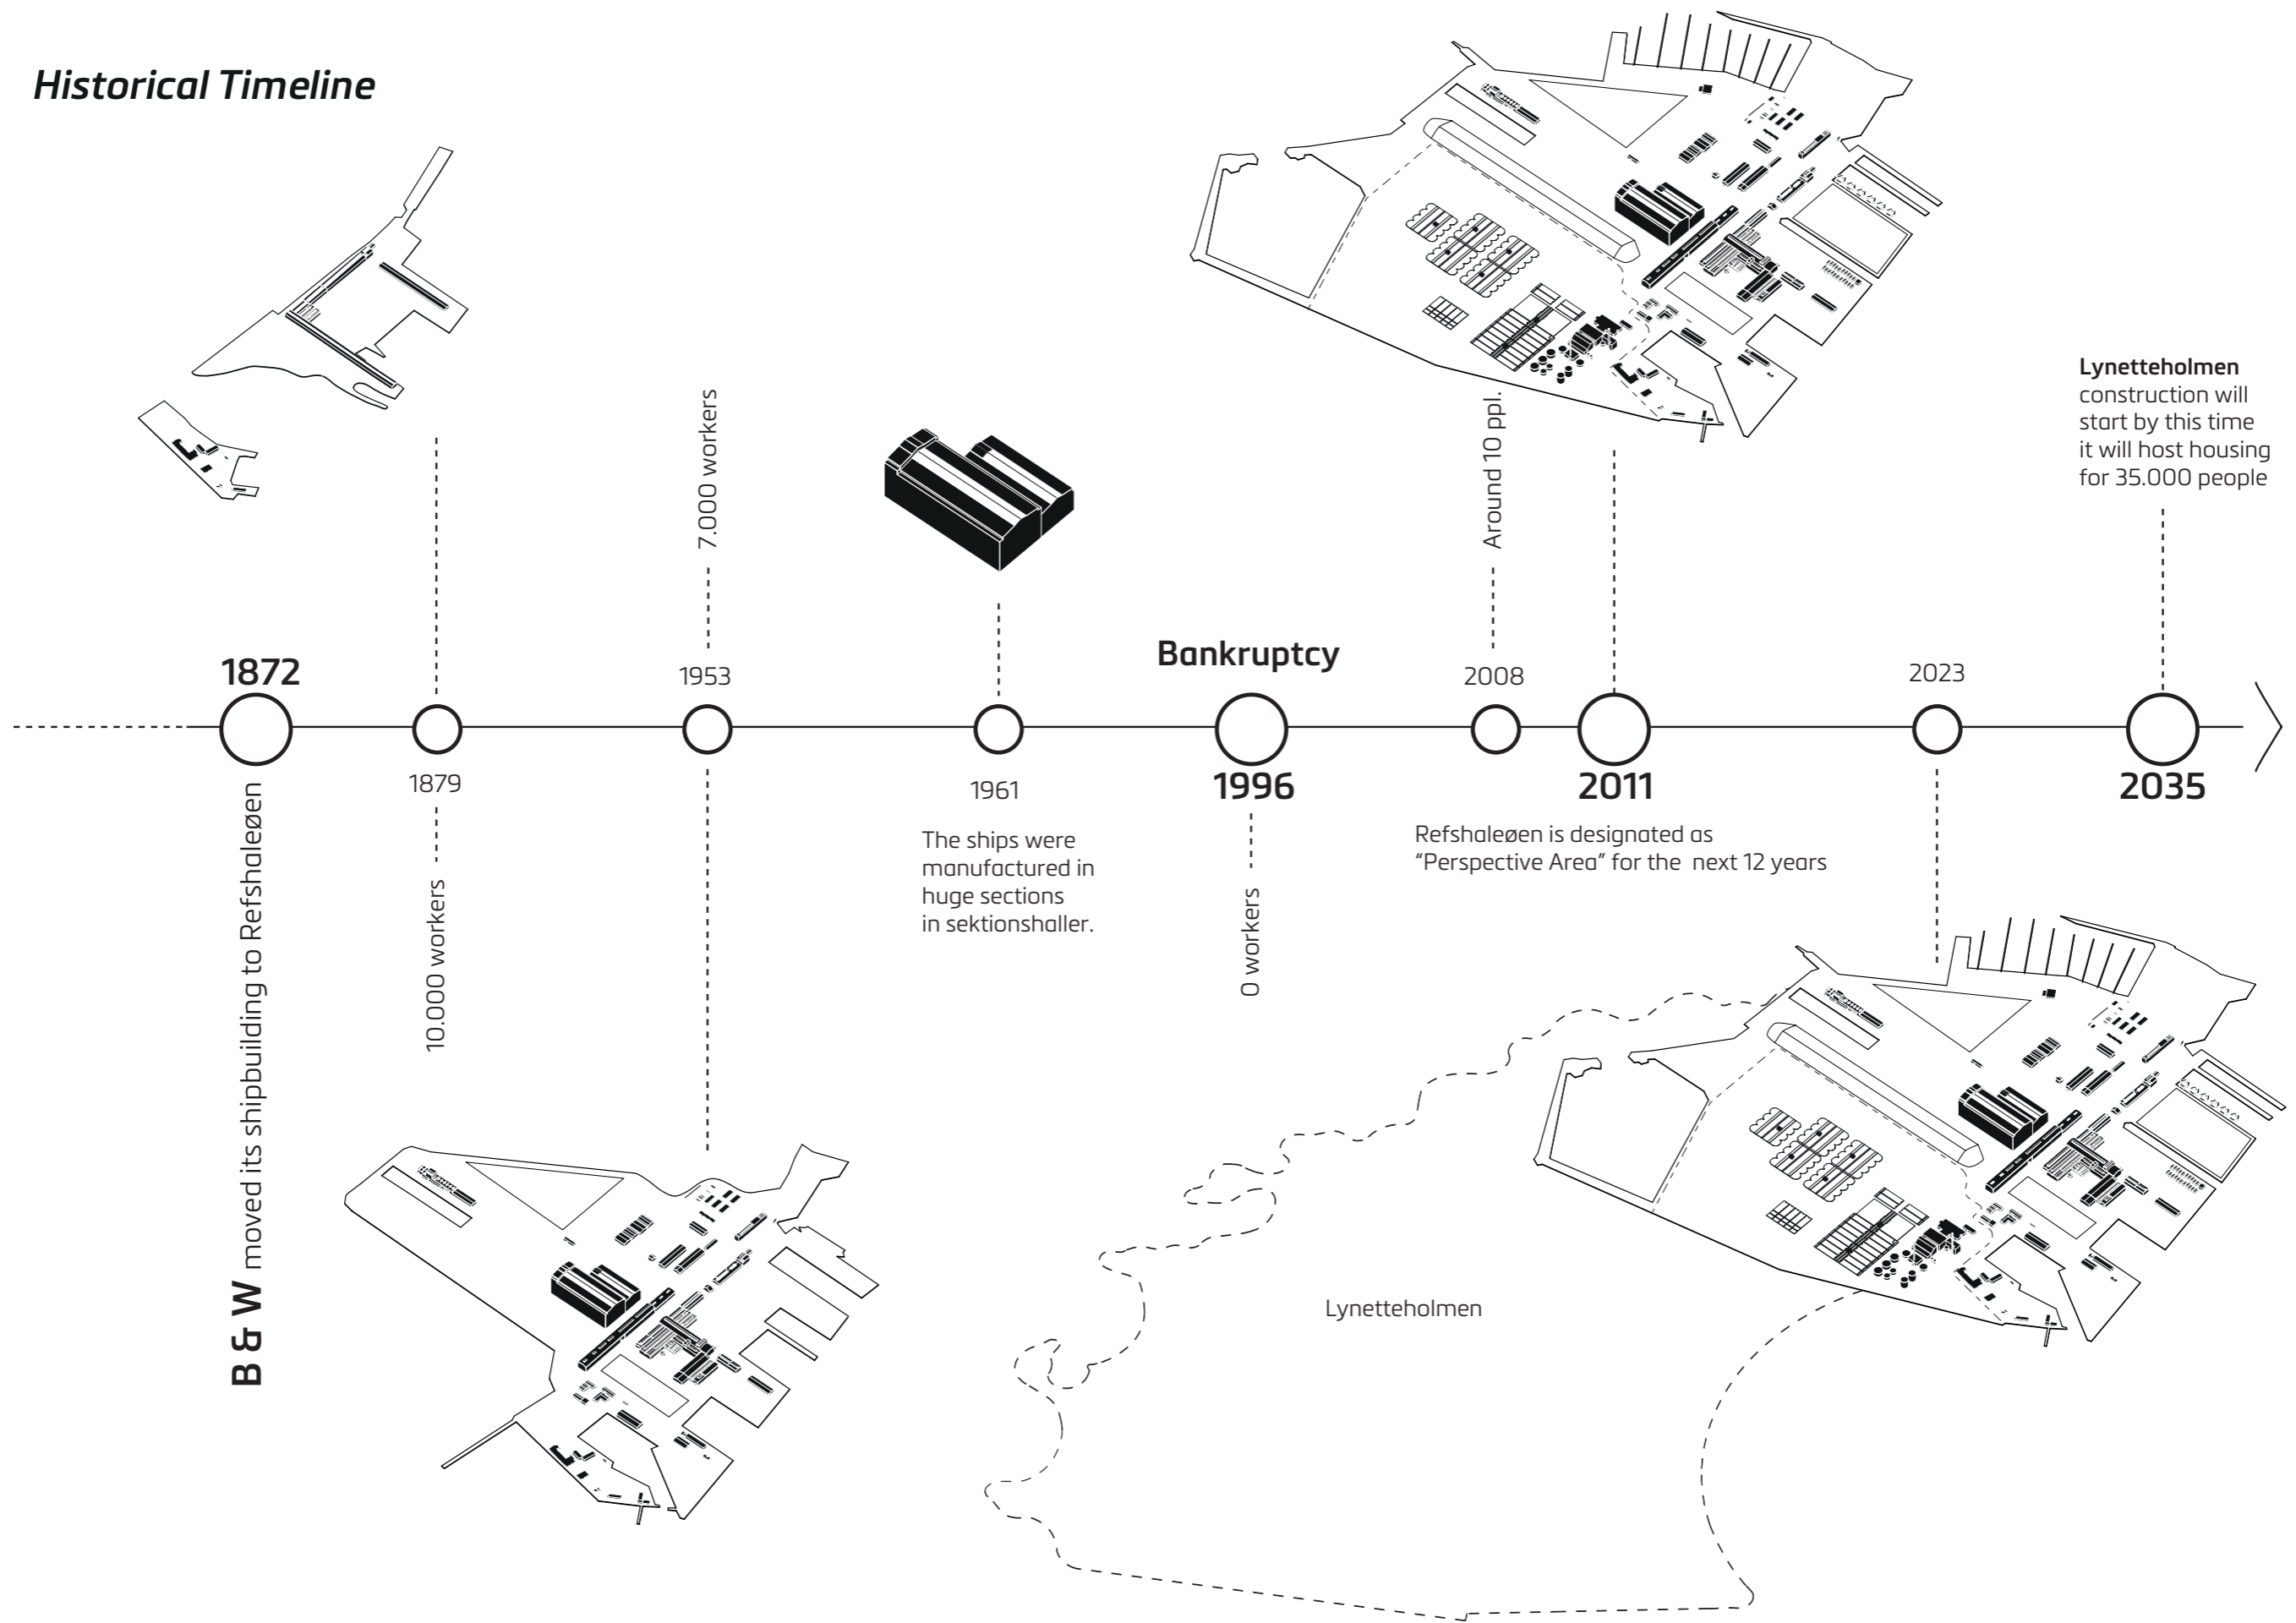 Historical Timeline
1872
B & W moved its shipbuilding to Refshaleøen
1879
10.000 workers
7.000 workers
1953
1961
The ships were
manufactured in
huge sections
in sektionshaller.
Bankruptcy
1996
0 workers
Around 10 ppl.
2008
2011
Refshaleøen is designated as
“Perspective Area” for the next 12 years
2023
Lynetteholmen
Lynetteholmen
construction will
start by this time
it will host housing
for 35.000 people
2035